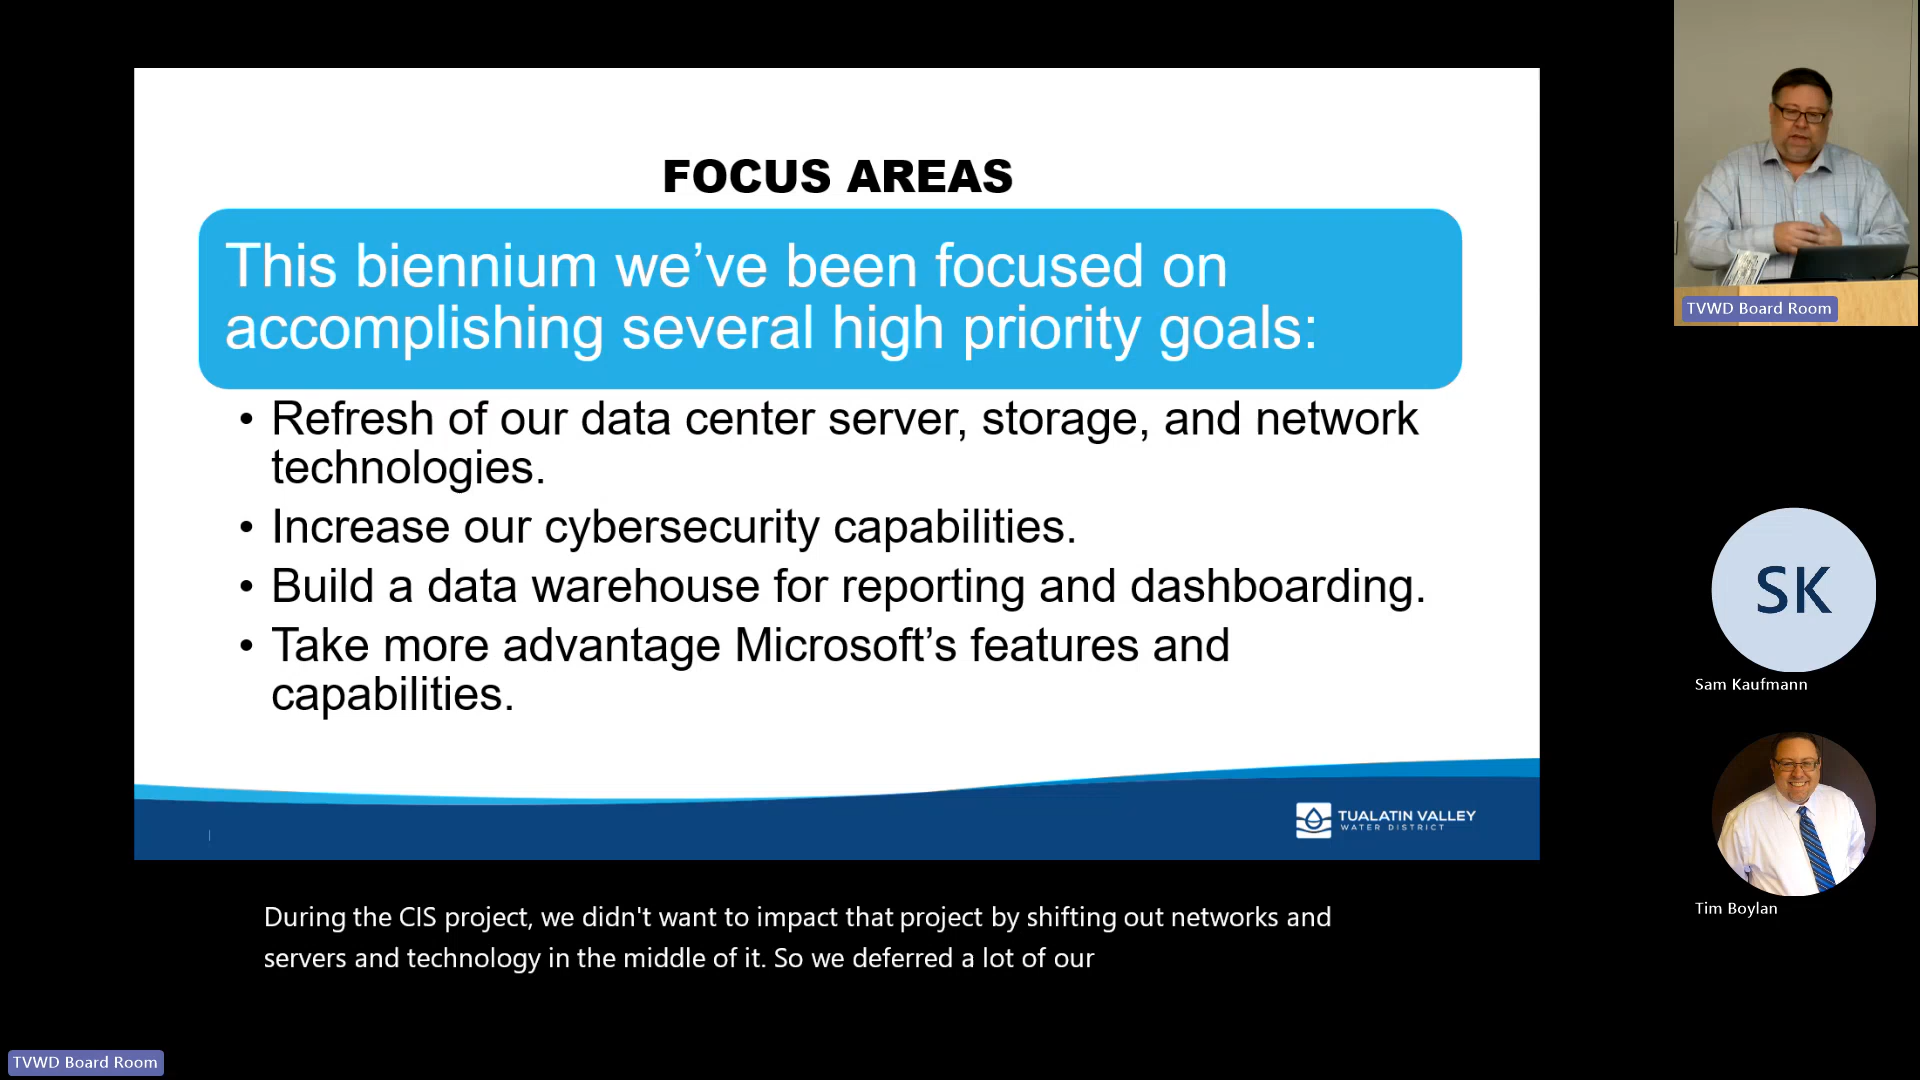 FOCUS AREAS
This biennium we've been focused on
accomplishing several high priority goals:
• Refresh of our data center server, storage, and network
technologies.
• Increase our cybersecurity capabilities.
• Build a data warehouse for reporting and dashboarding.
• Take more advantage Microsoft's features and
capabilities.
TUALATIN VALLEY
WATER DISTRICT
During the CIS project, we didn't want to impact that project by shifting out networks and
servers and technology in the middle of it. So we deferred a lot of our
TVWD Board Room
TVWD Board Room
SK
Sam Kaufmann
Tim Boylan